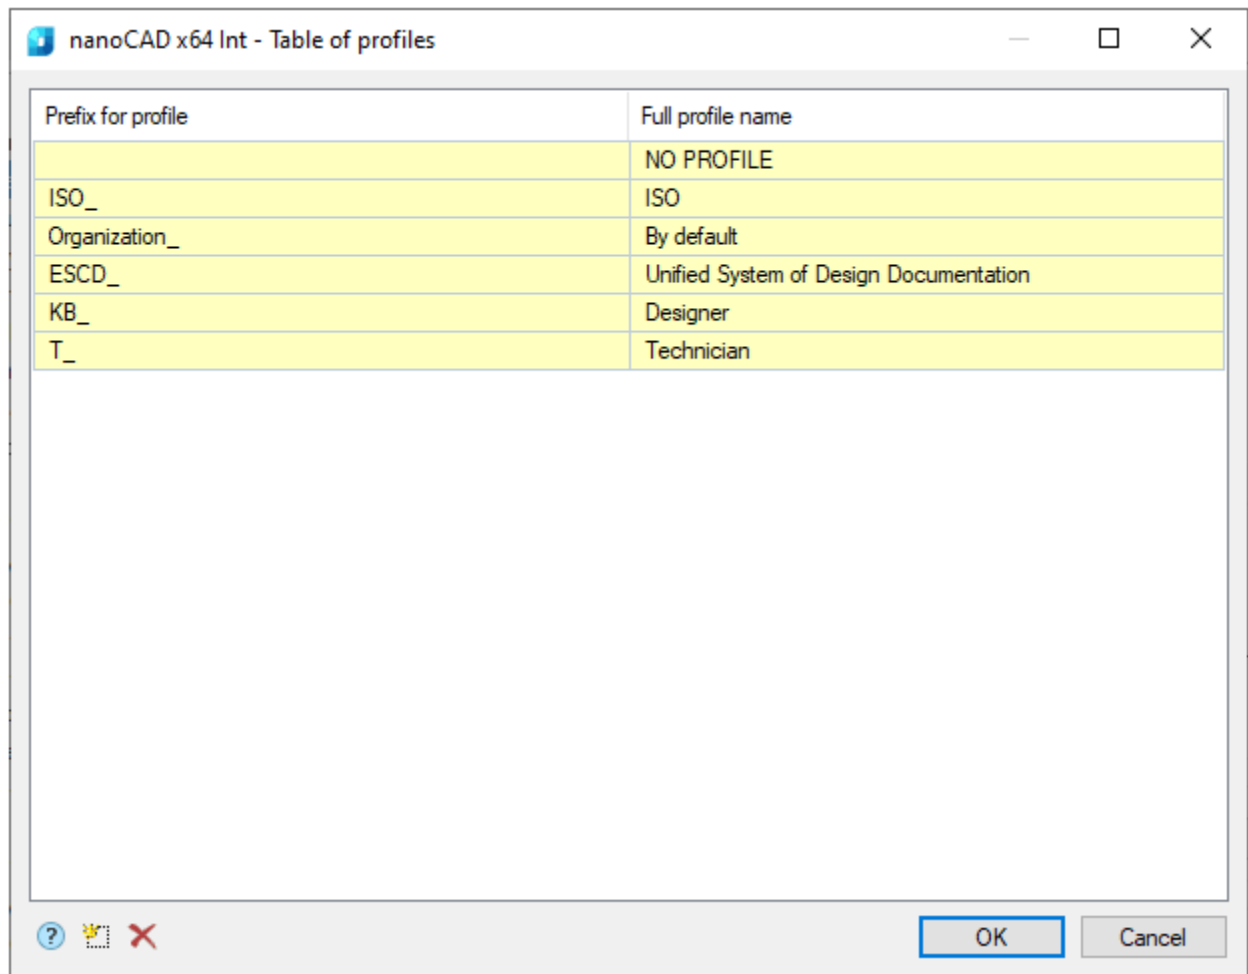 nanoCAD x64 Int - Table of profiles
Prefix for profile Full profile name
NO PROFILE
ISO_ ISO
Organization_ By default
ESCD_ Unified System of Design Documentation
KB_ Designer
T_ Technician
? OK Cancel